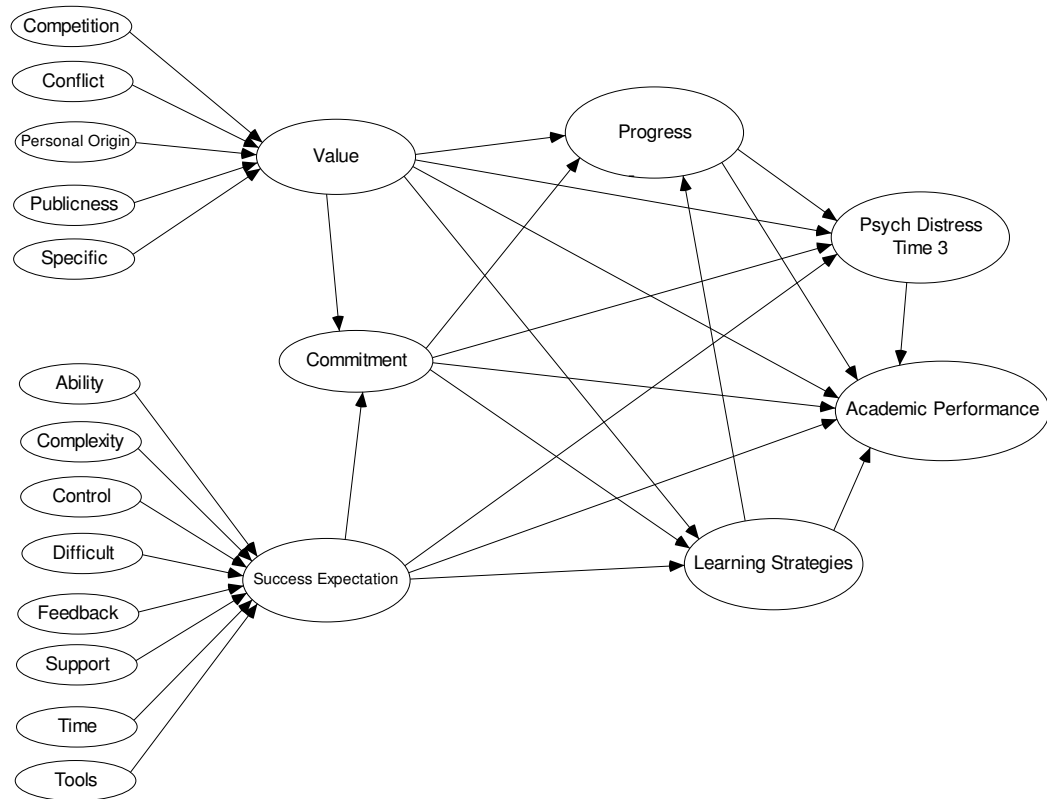 Competition
Conflict
Personal Origin
Publicness
Specific
Value
Progress
Psych Distress
Time 3
Commitment
Academic Performance
Ability
Complexity
Control
Difficult
Feedback
Support
Time
Tools
Success Expectation
Learning Strategies